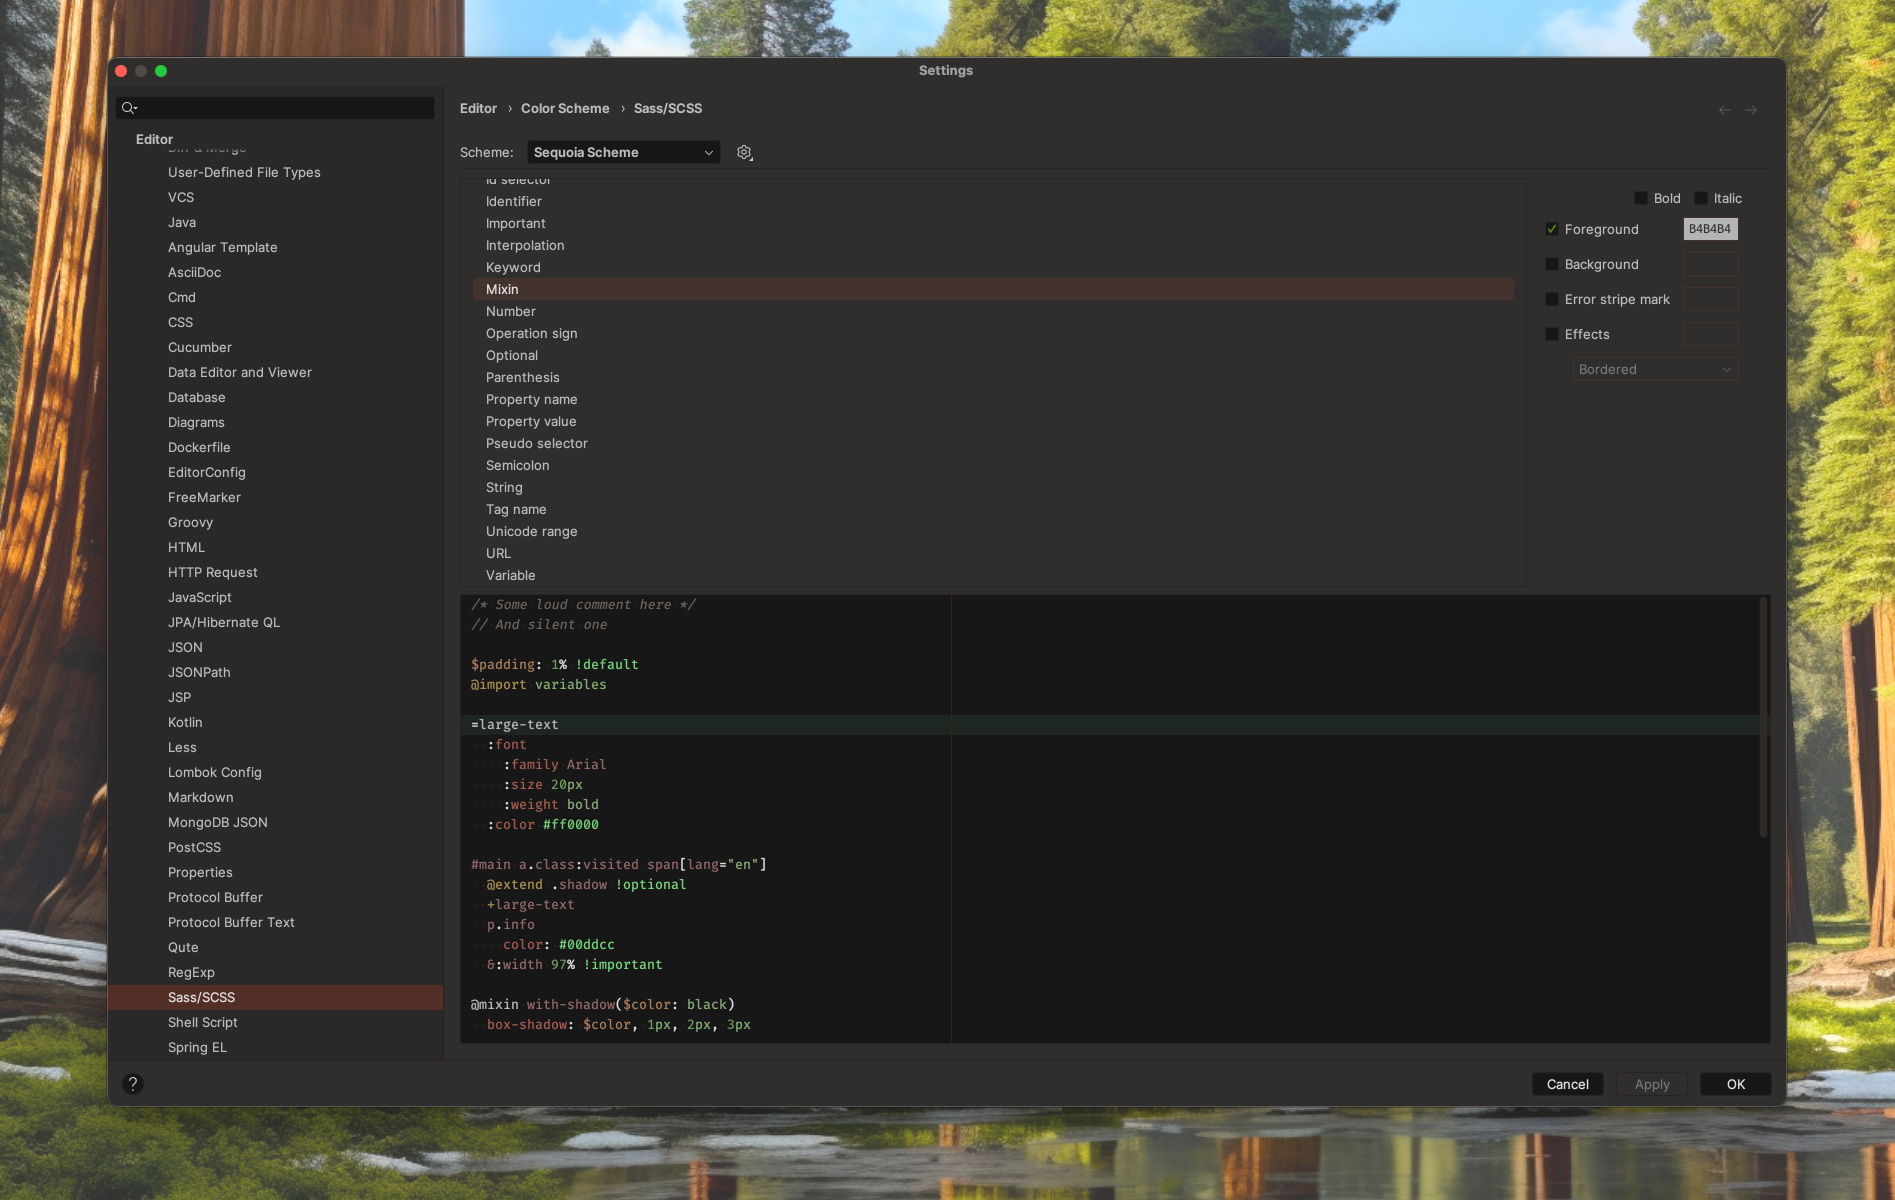 Settings
Editor
Diff & Merge
User-Defined File Types
VCS
Java
Angular Template
AsciiDoc
Cmd
CSS
Cucumber
Data Editor and Viewer
Database
Diagrams
Dockerfile
EditorConfig
FreeMarker
Groovy
HTML
HTTP Request
JavaScript
JPA/Hibernate QL
JSON
JSONPath
JSP
Kotlin
Less
Lombok Config
Markdown
MongoDB JSON
PostCSS
Properties
Protocol Buffer
Protocol Buffer Text
Qute
RegExp
Sass/SCSS
Shell Script
Spring EL
Editor › Color Scheme › Sass/SCSS
Scheme: Sequoia Scheme
Id selector
Identifier
Important
Interpolation
Keyword
Mixin
Number
Operation sign
Optional
Parenthesis
Property name
Property value
Pseudo selector
Semicolon
String
Tag name
Unicode range
URL
Variable
Bold Italic
Foreground B4B4B4
Background
Error stripe mark
Effects
Bordered
/* Some loud comment here */
// And silent one
$padding: 1% !default
@import variables
=large-text
:font
:family Arial
:size 20px
:weight bold
:color #ff0000
#main a.class:visited span[lang="en"]
@extend .shadow !optional
+large-text
p.info
color: #00ddcc
&:width 97% !important
@mixin with-shadow($color: black)
box-shadow: $color, 1px, 2px, 3px
? Cancel Apply OK